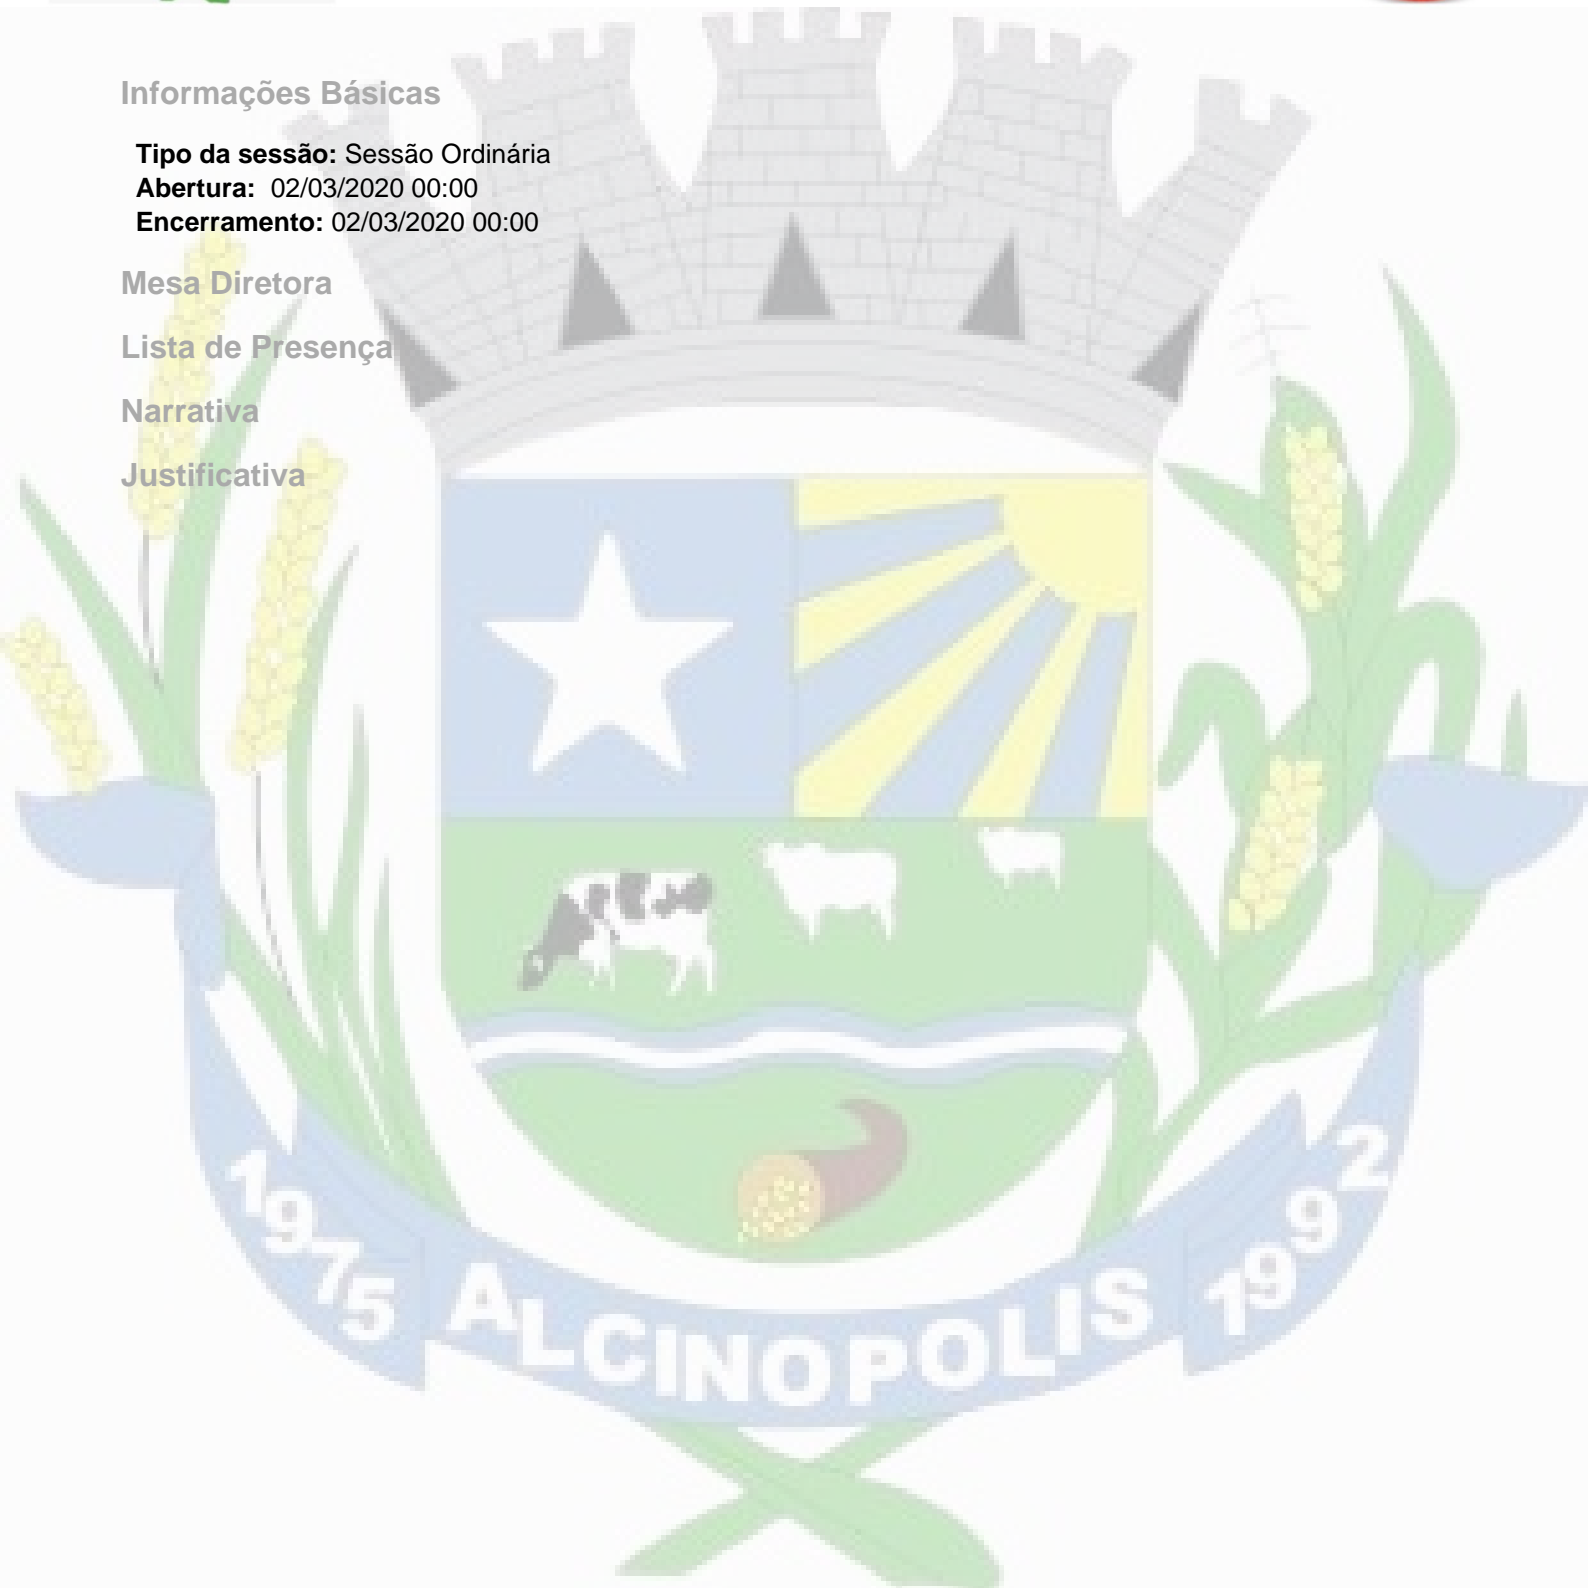 Informações Básicas
Tipo da sessão: Sessão Ordinária
Abertura: 02/03/2020 00:00
Encerramento: 02/03/2020 00:00
Mesa Diretora
Lista de Presença
Narrativa
Justificativa
1975 ALCINOPOLIS 1992